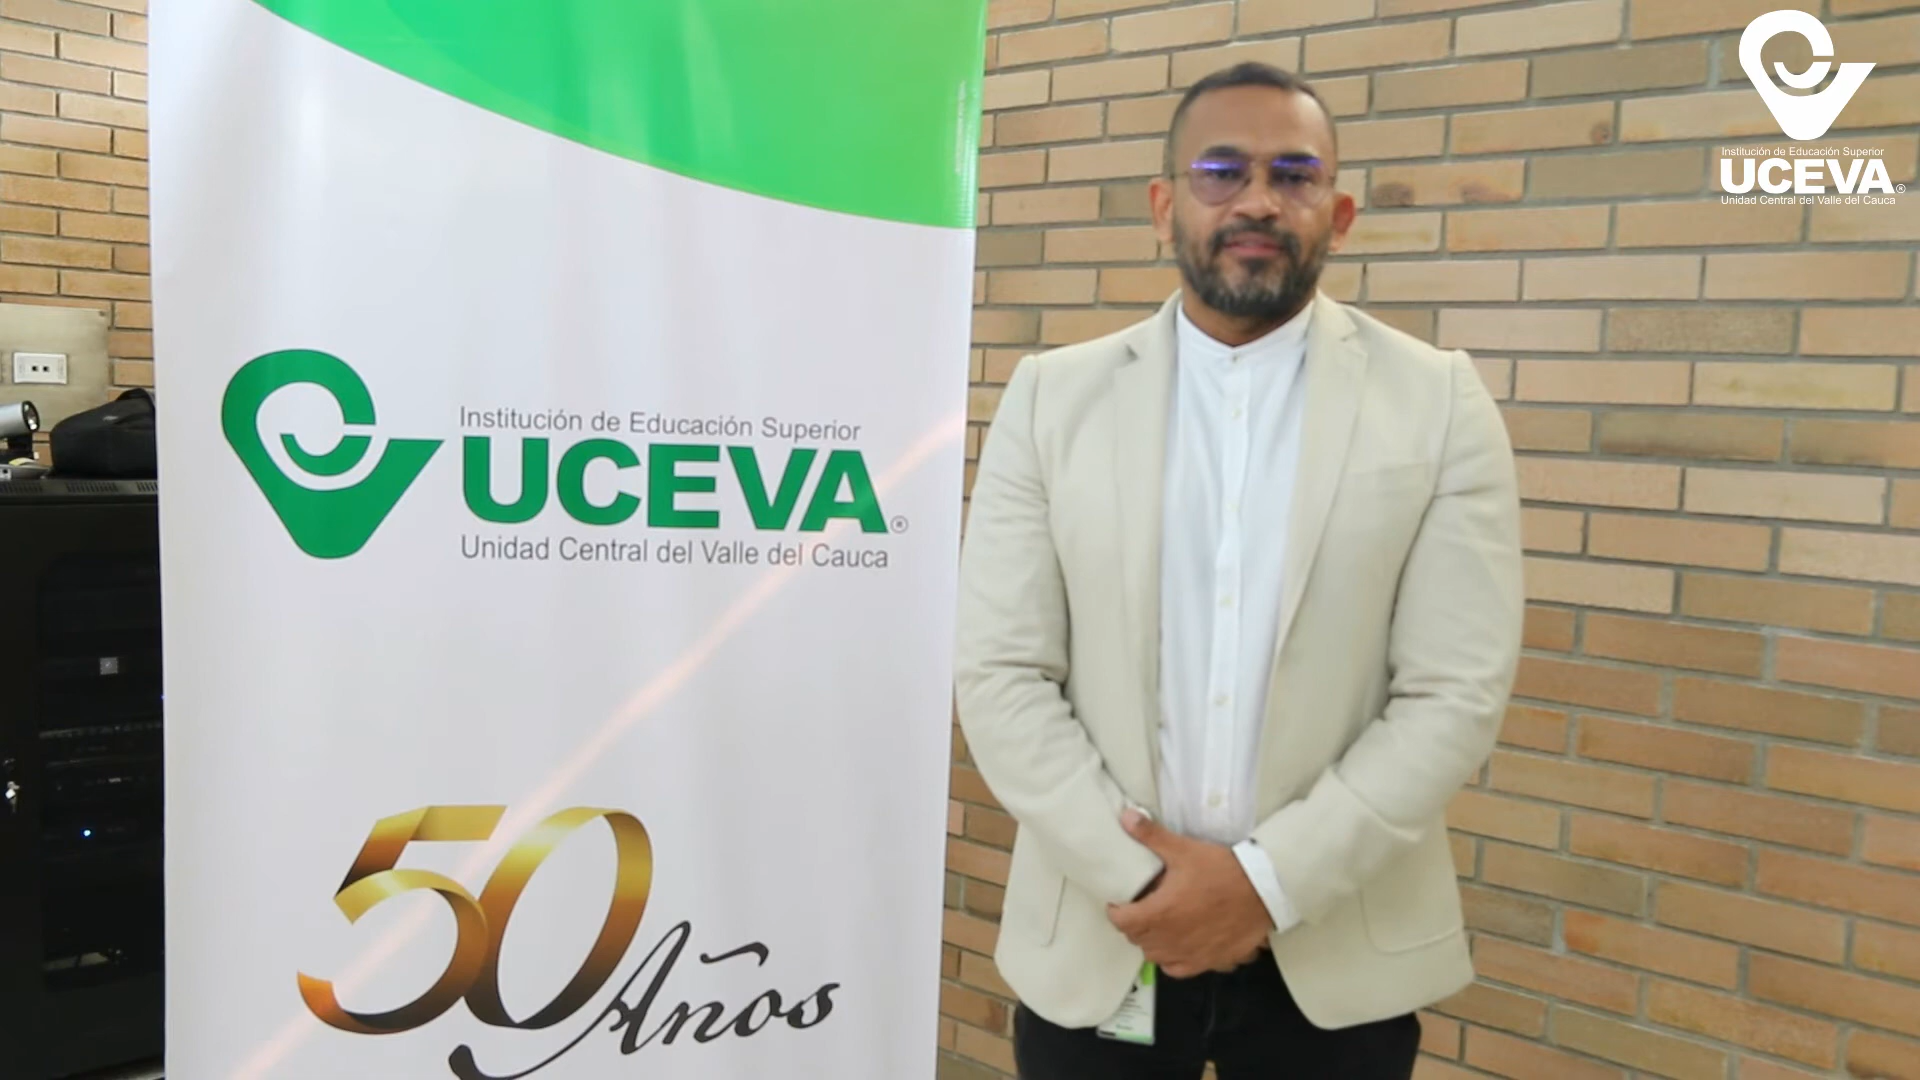 Institución de Educación Superior
UCEVA®
Unidad Central del Valle del Cauca
50
Años
Institución de Educación Superior
UCEVA®
Unidad Central del Valle del Cauca